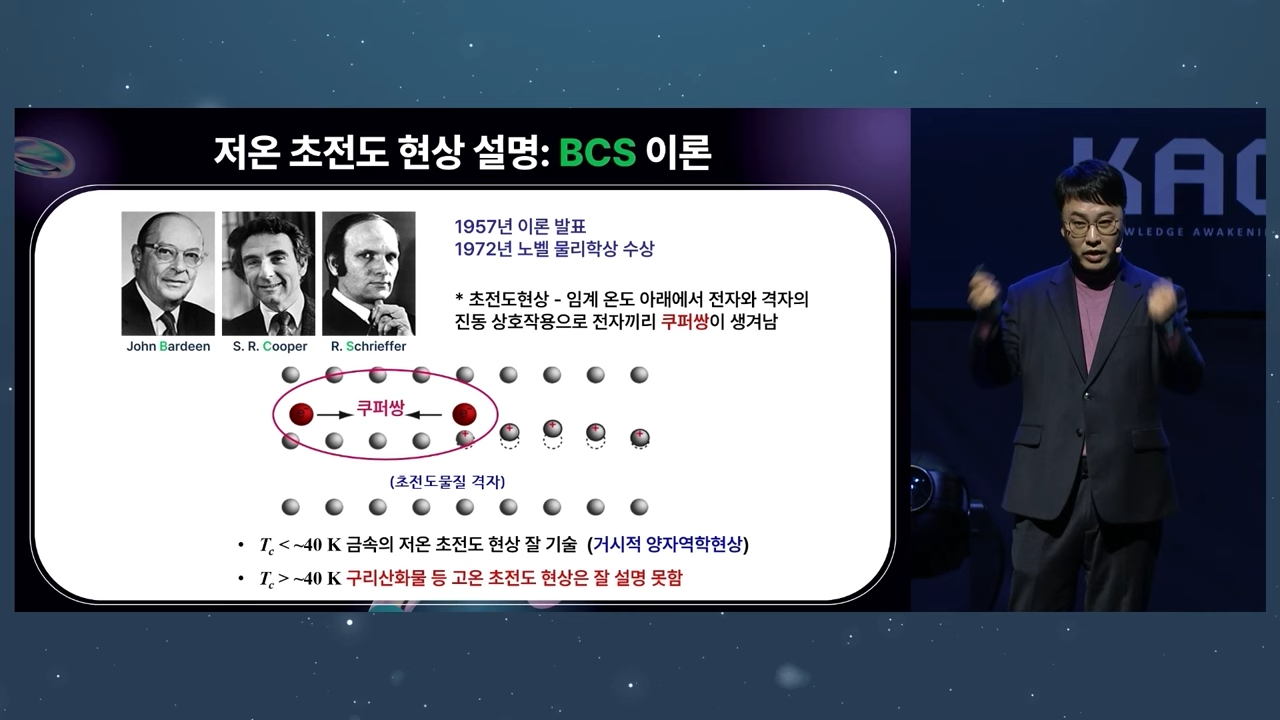 저온 초전도 현상 설명: BCS 이론
1957년 이론 발표
1972년 노벨 물리학상 수상
* 초전도현상 - 임계 온도 아래에서 전자와 격자의
진동 상호작용으로 전자끼리 쿠퍼쌍이 생겨남
John Bardeen
S. R. Cooper
R. Schrieffer
쿠퍼쌍
(초전도물질 격자)
• Tc < ~40 K 금속의 저온 초전도 현상 잘 기술 (거시적 양자역학현상)
• Tc > ~40 K 구리산화물 등 고온 초전도 현상은 잘 설명 못함
KAO